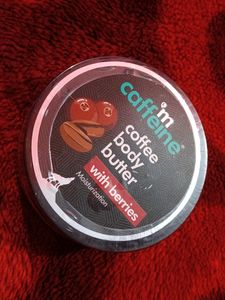 m
caffeine
coffee
body
butter
with berries
Moisturization